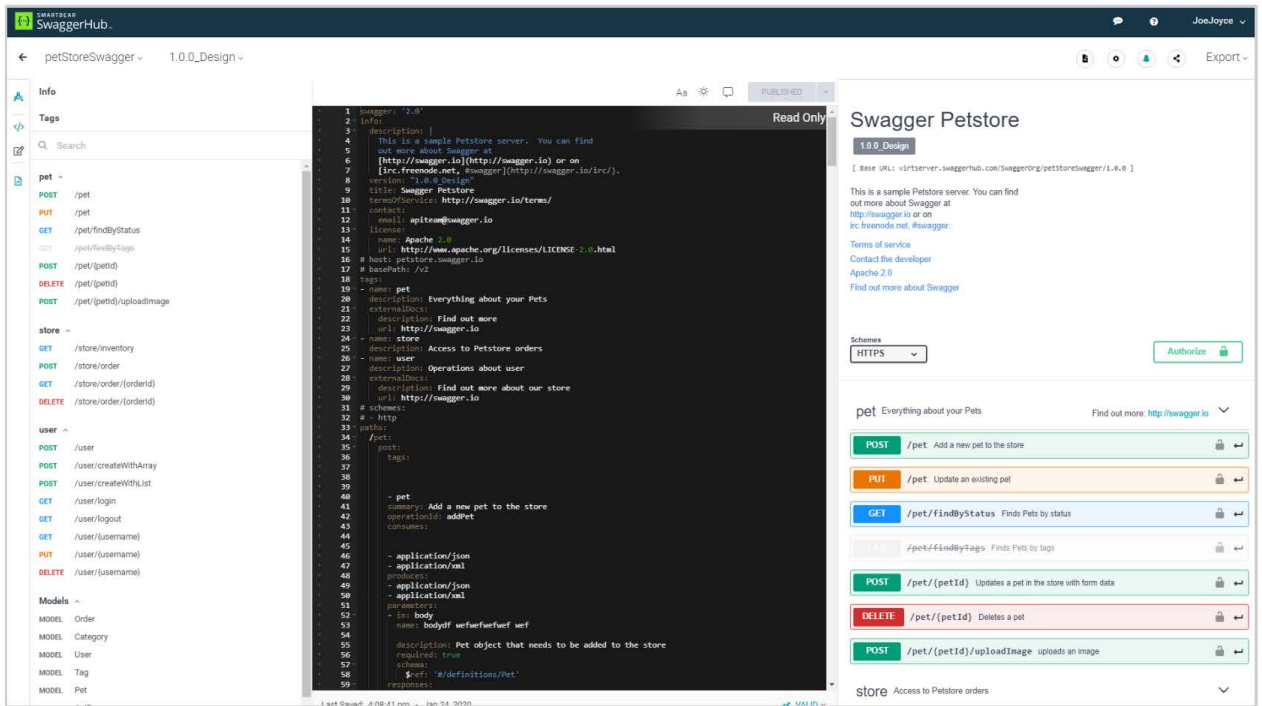 SMARTBEAR
SwaggerHub
JoeJoyce
petStoreSwagger
1.0.0_Design
Export
Info
Tags
Search
pet
POST /pet
PUT /pet
GET /pet/findByStatus
GET /pet/findByTags
POST /pet/{petId}
DELETE /pet/{petId}
POST /pet/{petId}/uploadImage
store
GET /store/inventory
POST /store/order
GET /store/order/{orderId}
DELETE /store/order/{orderId}
user
POST /user
POST /user/createWithArray
POST /user/createWithList
GET /user/login
GET /user/logout
GET /user/{username}
PUT /user/{username}
DELETE /user/{username}
Models
MODEL Order
MODEL Category
MODEL User
MODEL Tag
MODEL Pet
Aa
PUBLISHED
Read Only
1 swagger: '2.0'
2 info:
3 description: |
4 This is a sample Petstore server. You can find
5 out more about Swagger at
6 [http://swagger.io](http://swagger.io) or on
7 [irc.freenode.net, #swagger](http://swagger.io/irc/).
8 version: "1.0.0_Design"
9 title: Swagger Petstore
10 termsOfService: http://swagger.io/terms/
11 contact:
12 email: apiteam@swagger.io
13 license:
14 name: Apache 2.0
15 url: http://www.apache.org/licenses/LICENSE-2.0.html
16 # host: petstore.swagger.io
17 # basePath: /v2
18 tags:
19 - name: pet
20 description: Everything about your Pets
21 externalDocs:
22 description: Find out more
23 url: http://swagger.io
24 - name: store
25 description: Access to Petstore orders
26 - name: user
27 description: Operations about user
28 externalDocs:
29 description: Find out more about our store
30 url: http://swagger.io
31 # schemes:
32 # - http
33 paths:
34 /pet:
35 post:
36 tags:
37
38
39
40 - pet
41 summary: Add a new pet to the store
42 operationId: addPet
43 consumes:
44
45
46 - application/json
47 - application/xml
48 produces:
49 - application/json
50 - application/xml
51 parameters:
52 - in: body
53 name: bodydf wefwefwefwef wef
54
55 description: Pet object that needs to be added to the store
56 required: true
57 schema:
58 $ref: '#/definitions/Pet'
59 responses:
Last Saved: 4:08:41 pm - Jan 24, 2020
VALID
Swagger Petstore
1.0.0_Design
[ Base URL: virtserver.swaggerhub.com/SwaggerOrg/petStoreSwagger/1.0.0 ]
This is a sample Petstore server. You can find
out more about Swagger at
http://swagger.io or on
irc.freenode.net, #swagger.
Terms of service
Contact the developer
Apache 2.0
Find out more about Swagger
Schemes
HTTPS
Authorize
pet Everything about your Pets
Find out more: http://swagger.io
POST /pet Add a new pet to the store
PUT /pet Update an existing pet
GET /pet/findByStatus Finds Pets by status
/pet/findByTags Finds Pets by tags
POST /pet/{petId} Updates a pet in the store with form data
DELETE /pet/{petId} Deletes a pet
POST /pet/{petId}/uploadImage uploads an image
store Access to Petstore orders